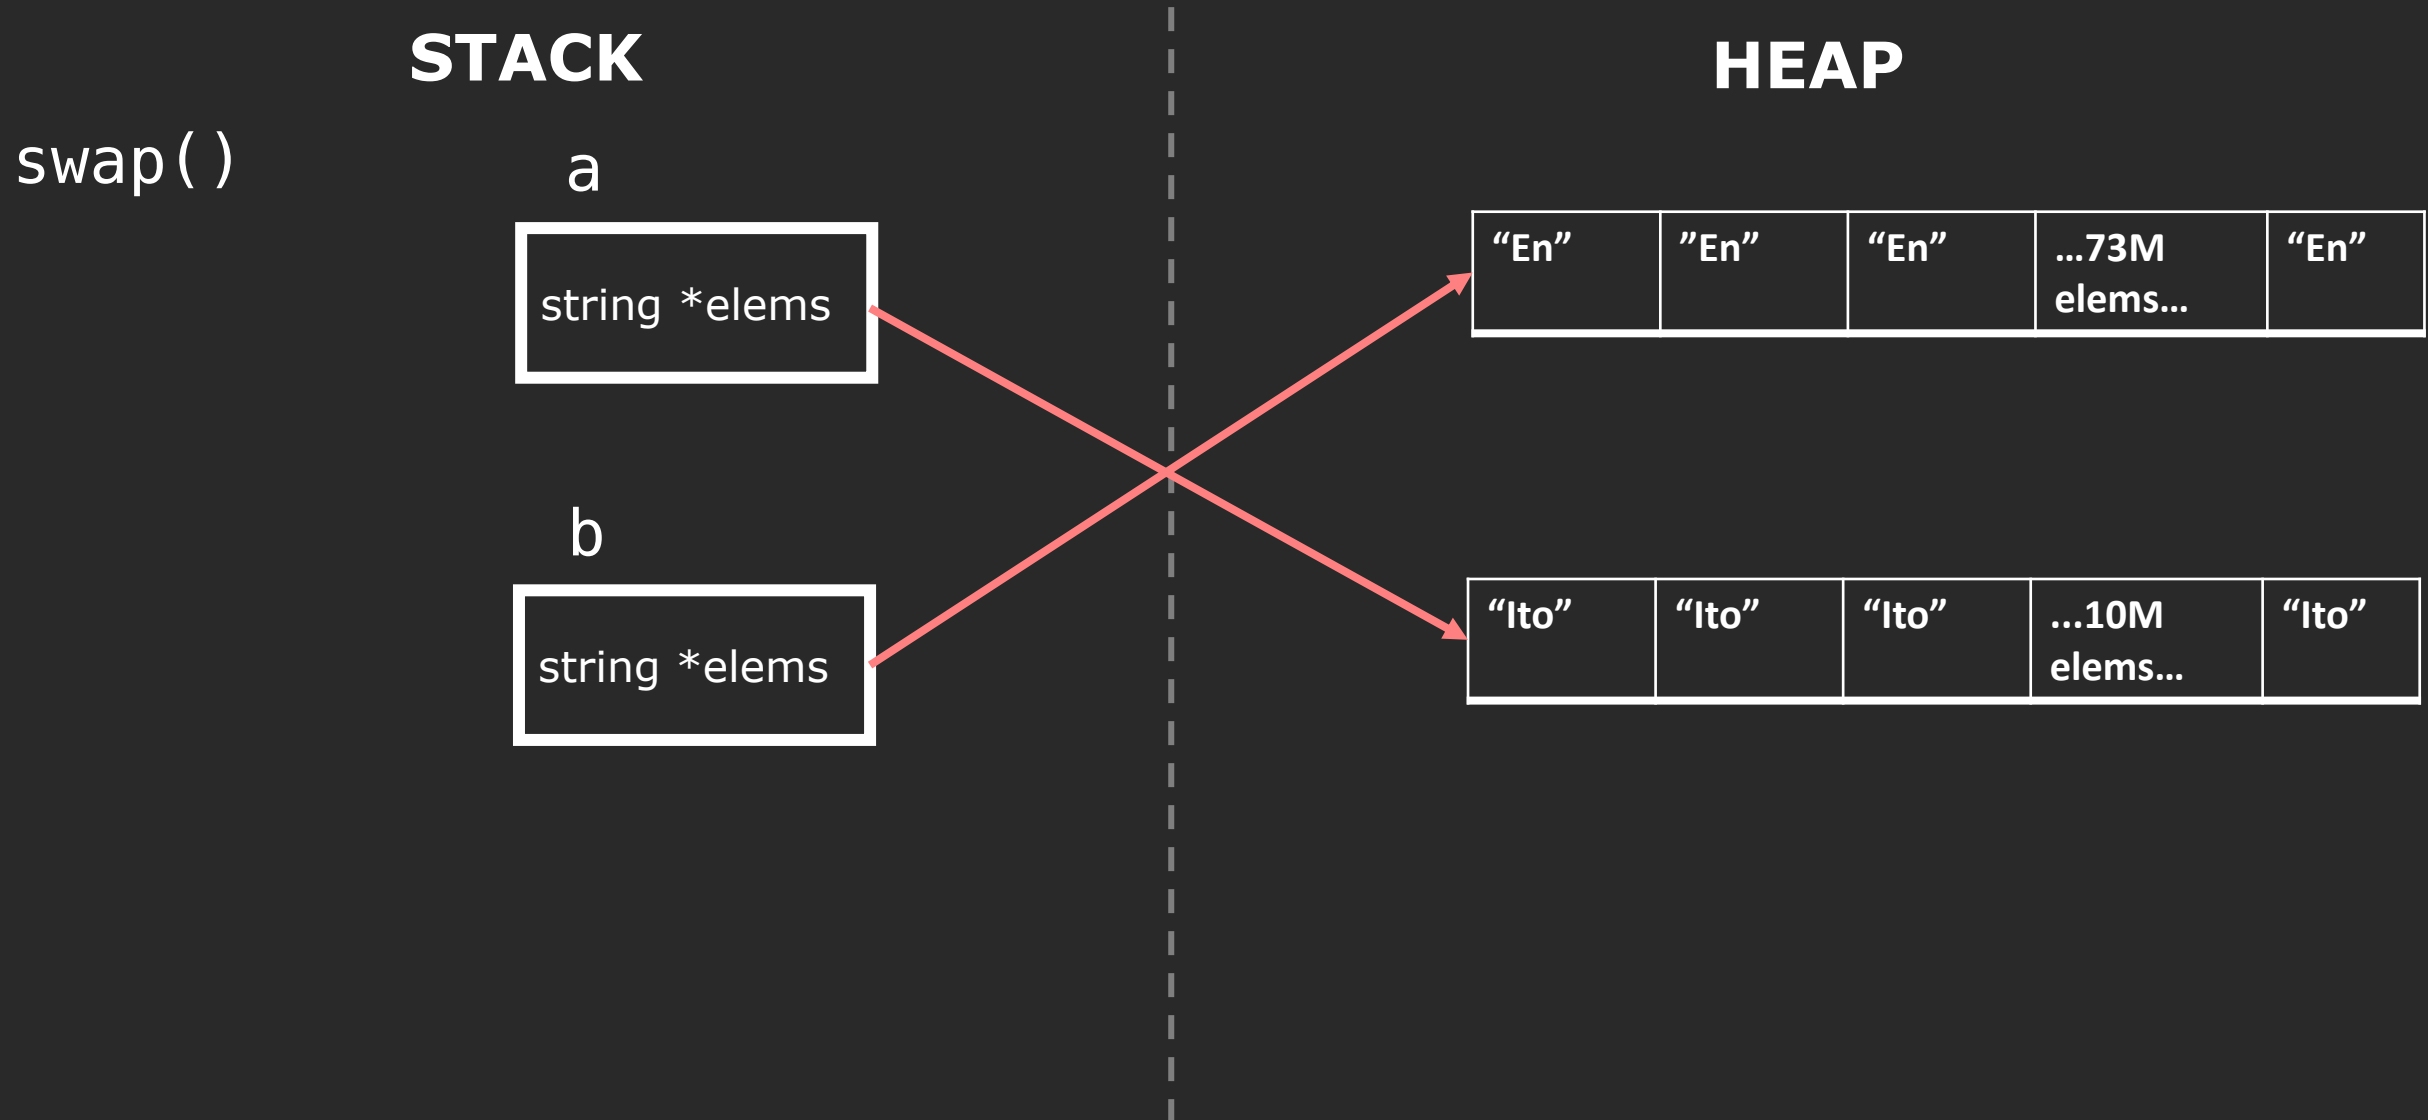 STACK
HEAP
swap()
a
string *elems
“En” ”En” “En” …73M “En”
elems…
b
string *elems
“Ito” “Ito” “Ito” ...10M “Ito”
elems…